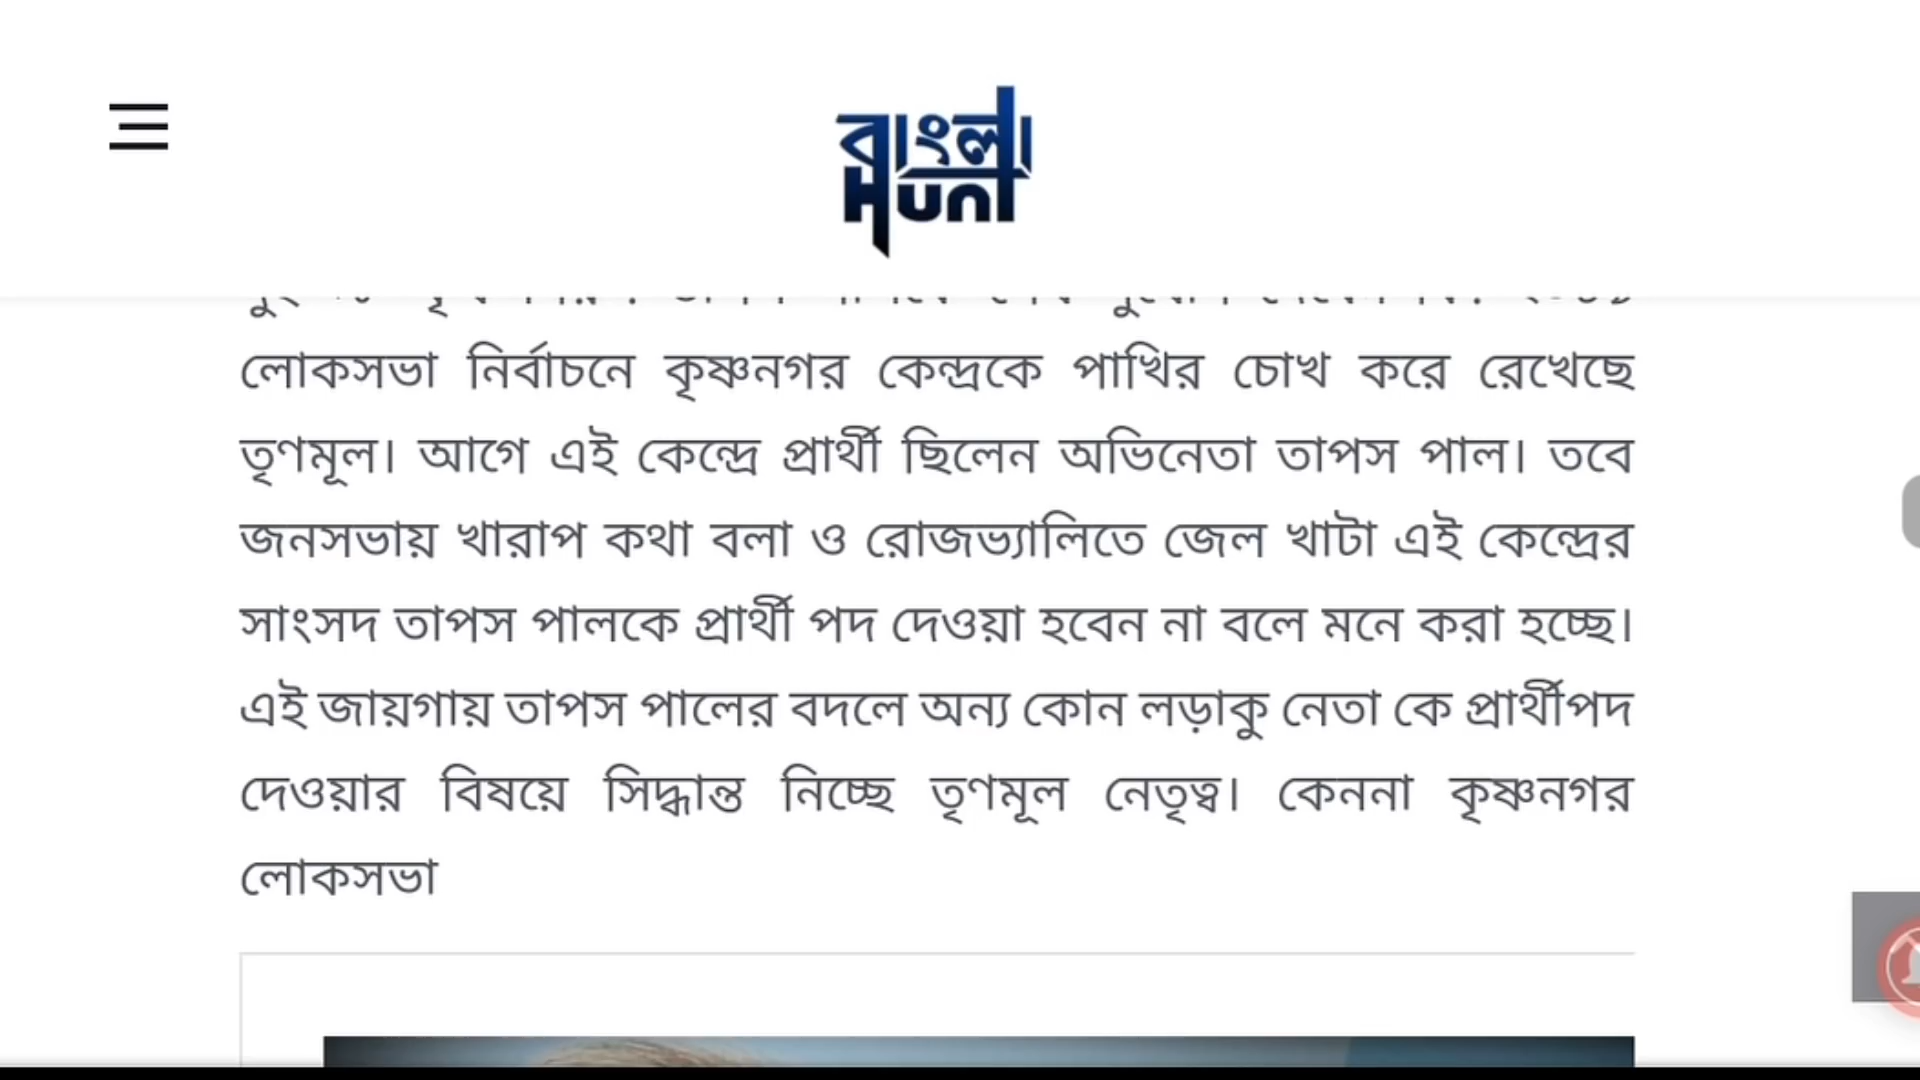 বাংলা
Hunt
লোকসভা নির্বাচনে কৃষ্ণনগর কেন্দ্রকে পাখির চোখ করে রেখেছে
তৃণমূল। আগে এই কেন্দ্রে প্রার্থী ছিলেন অভিনেতা তাপস পাল। তবে
জনসভায় খারাপ কথা বলা ও রোজভ্যালিতে জেল খাটা এই কেন্দ্রের
সাংসদ তাপস পালকে প্রার্থী পদ দেওয়া হবেন না বলে মনে করা হচ্ছে।
এই জায়গায় তাপস পালের বদলে অন্য কোন লড়াকু নেতা কে প্রার্থীপদ
দেওয়ার বিষয়ে সিদ্ধান্ত নিচ্ছে তৃণমূল নেতৃত্ব। কেননা কৃষ্ণনগর
লোকসভা